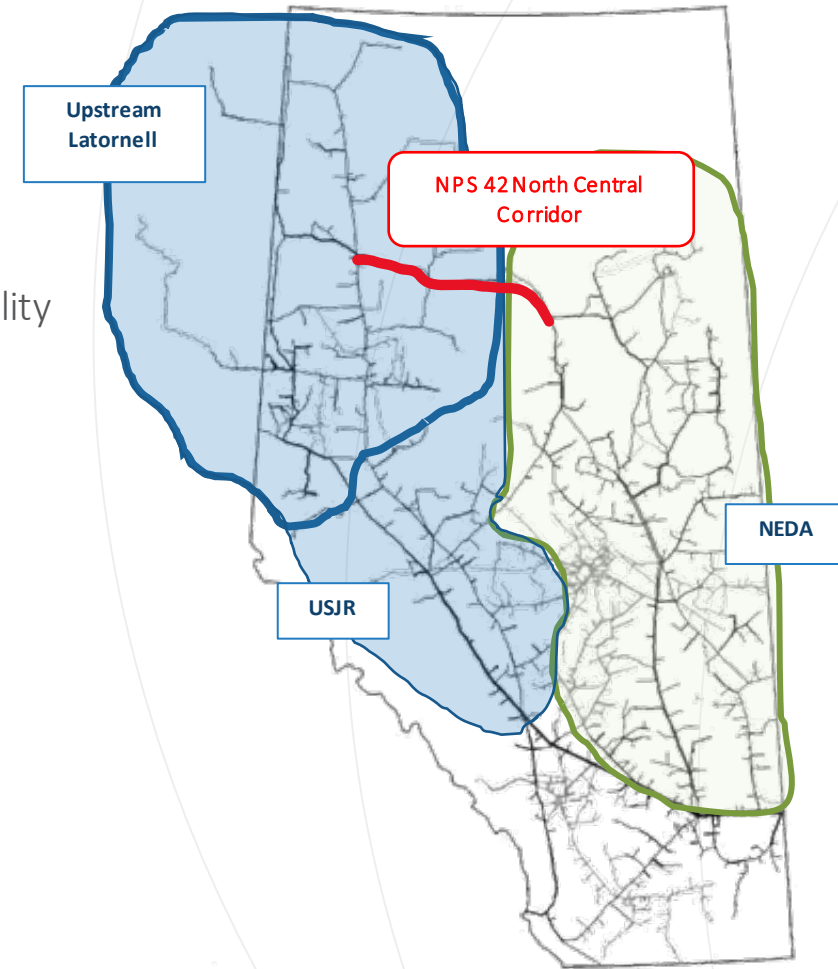 Upstream
Latornell
NPS 42 North Central
Corridor
lity
NEDA
USJR